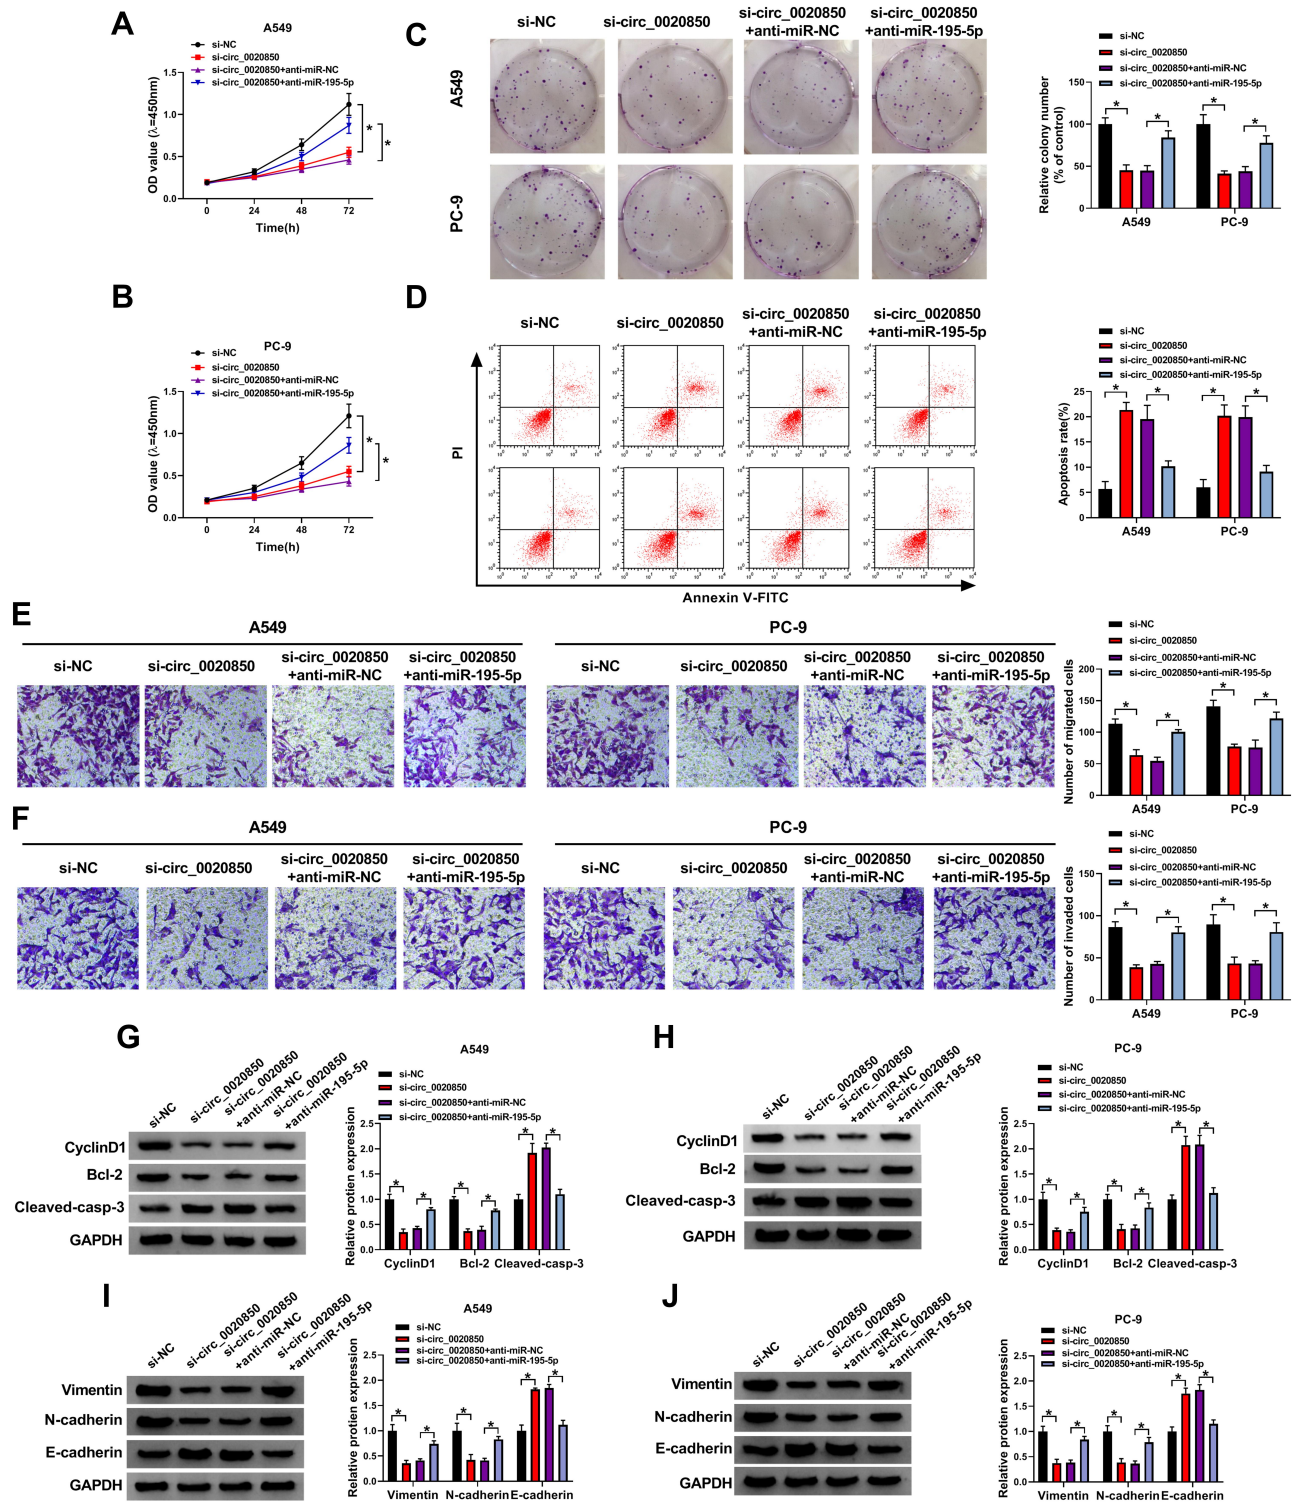 A
A549
si-NC
si-circ_0020850
si-circ_0020850+anti-miR-NC
si-circ_0020850+anti-miR-195-5p
OD value (λ=450nm)
1.5
1.0
0.5
0.0
0 24 48 72
Time(h)
*
*
B
PC-9
si-NC
si-circ_0020850
si-circ_0020850+anti-miR-NC
si-circ_0020850+anti-miR-195-5p
OD value (λ=450nm)
1.5
1.0
0.5
0.0
0 24 48 72
Time(h)
*
*
C
si-NC
si-circ_0020850
si-circ_0020850
+anti-miR-NC
si-circ_0020850
+anti-miR-195-5p
A549
PC-9
si-NC
si-circ_0020850
si-circ_0020850+anti-miR-NC
si-circ_0020850+anti-miR-195-5p
Relative colony number
(% of control)
150
100
50
0
* * * *
A549 PC-9
D
si-NC
si-circ_0020850
si-circ_0020850
+anti-miR-NC
si-circ_0020850
+anti-miR-195-5p
PI
Annexin V-FITC
si-NC
si-circ_0020850
si-circ_0020850+anti-miR-NC
si-circ_0020850+anti-miR-195-5p
Apoptosis rate(%)
25
20
15
10
5
0
* * * *
A549 PC-9
E
A549
si-NC
si-circ_0020850
si-circ_0020850
+anti-miR-NC
si-circ_0020850
+anti-miR-195-5p
PC-9
si-NC
si-circ_0020850
si-circ_0020850
+anti-miR-NC
si-circ_0020850
+anti-miR-195-5p
si-NC
si-circ_0020850
si-circ_0020850+anti-miR-NC
si-circ_0020850+anti-miR-195-5p
Number of migrated cells
200
150
100
50
0
* * * *
A549 PC-9
F
A549
si-NC
si-circ_0020850
si-circ_0020850
+anti-miR-NC
si-circ_0020850
+anti-miR-195-5p
PC-9
si-NC
si-circ_0020850
si-circ_0020850
+anti-miR-NC
si-circ_0020850
+anti-miR-195-5p
si-NC
si-circ_0020850
si-circ_0020850+anti-miR-NC
si-circ_0020850+anti-miR-195-5p
Number of invaded cells
150
100
50
0
* * * *
A549 PC-9
G
si-NC
si-circ_0020850
si-circ_0020850
+anti-miR-NC
si-circ_0020850
+anti-miR-195-5p
CyclinD1
Bcl-2
Cleaved-casp-3
GAPDH
A549
si-NC
si-circ_0020850
si-circ_0020850+anti-miR-NC
si-circ_0020850+anti-miR-195-5p
Relative protien expression
2.5
2.0
1.5
1.0
0.5
0.0
* * * * * *
CyclinD1 Bcl-2 Cleaved-casp-3
H
si-NC
si-circ_0020850
si-circ_0020850
+anti-miR-NC
si-circ_0020850
+anti-miR-195-5p
CyclinD1
Bcl-2
Cleaved-casp-3
GAPDH
PC-9
si-NC
si-circ_0020850
si-circ_0020850+anti-miR-NC
si-circ_0020850+anti-miR-195-5p
Relative protien expression
2.5
2.0
1.5
1.0
0.5
0.0
* * * * * *
CyclinD1 Bcl-2 Cleaved-casp-3
I
si-NC
si-circ_0020850
si-circ_0020850
+anti-miR-NC
si-circ_0020850
+anti-miR-195-5p
Vimentin
N-cadherin
E-cadherin
GAPDH
A549
si-NC
si-circ_0020850
si-circ_0020850+anti-miR-NC
si-circ_0020850+anti-miR-195-5p
Relative protien expression
2.5
2.0
1.5
1.0
0.5
0.0
* * * * * *
Vimentin N-cadherin E-cadherin
J
si-NC
si-circ_0020850
si-circ_0020850
+anti-miR-NC
si-circ_0020850
+anti-miR-195-5p
Vimentin
N-cadherin
E-cadherin
GAPDH
PC-9
si-NC
si-circ_0020850
si-circ_0020850+anti-miR-NC
si-circ_0020850+anti-miR-195-5p
Relative protien expression
2.5
2.0
1.5
1.0
0.5
0.0
* * * * * *
Vimentin N-cadherin E-cadherin